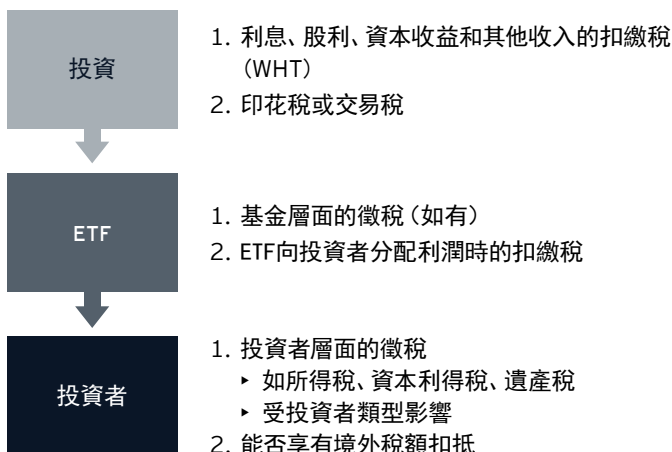 投資
1. 利息、股利、資本收益和其他收入的扣繳稅
(WHT)
2. 印花稅或交易稅
ETF
1. 基金層面的徵稅（如有）
2. ETF向投資者分配利潤時的扣繳稅
投資者
1. 投資者層面的徵稅
‣ 如所得稅、資本利得稅、遺產稅
‣ 受投資者類型影響
2. 能否享有境外稅額扣抵